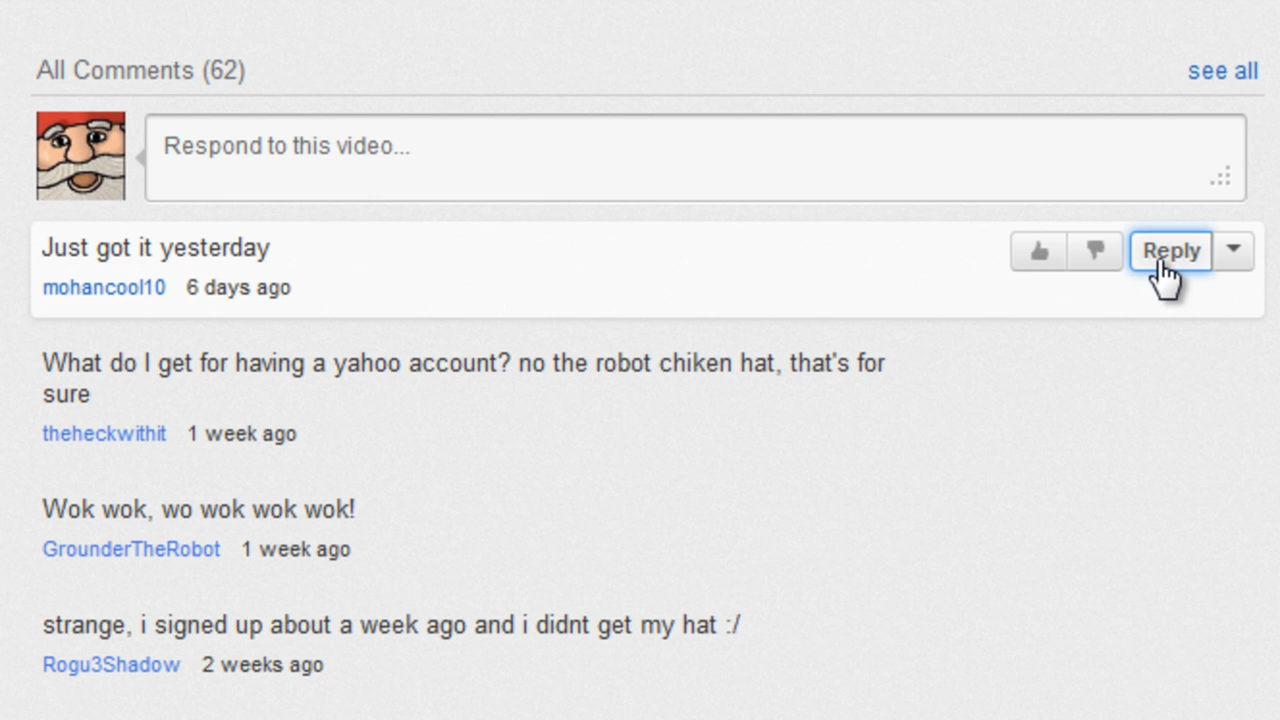 All Comments (62)
see all
Respond to this video...
Just got it yesterday
Reply
mohancool10 6 days ago
What do I get for having a yahoo account? no the robot chiken hat, that's for
sure
theheckwithit 1 week ago
Wok wok, wo wok wok wok!
GrounderTheRobot 1 week ago
strange, i signed up about a week ago and i didnt get my hat :/
Rogu3Shadow 2 weeks ago